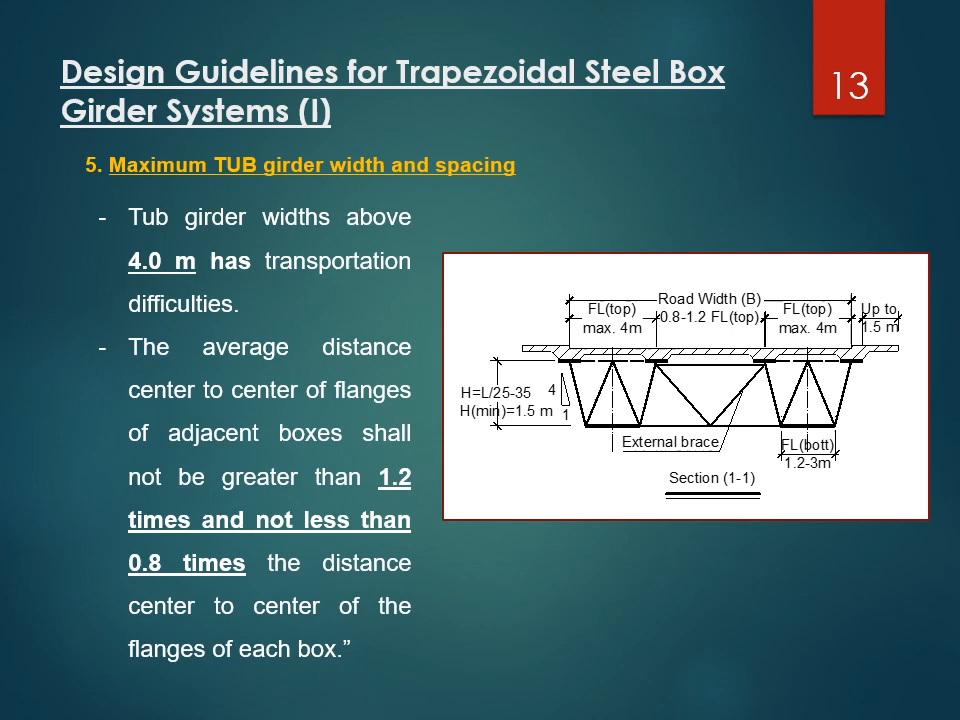 Design Guidelines for Trapezoidal Steel Box
Girder Systems (I)
13
5. Maximum TUB girder width and spacing
- Tub girder widths above
4.0 m has transportation
difficulties.
- The average distance
center to center of flanges
of adjacent boxes shall
not be greater than 1.2
times and not less than
0.8 times the distance
center to center of the
flanges of each box.”
Road Width (B)
FL(top)
max. 4m
0.8-1.2 FL(top)
FL(top)
max. 4m
Up to
1.5 m
H=L/25-35
H(min)=1.5 m
4
1
External brace
FL(bott)
1.2-3m
Section (1-1)